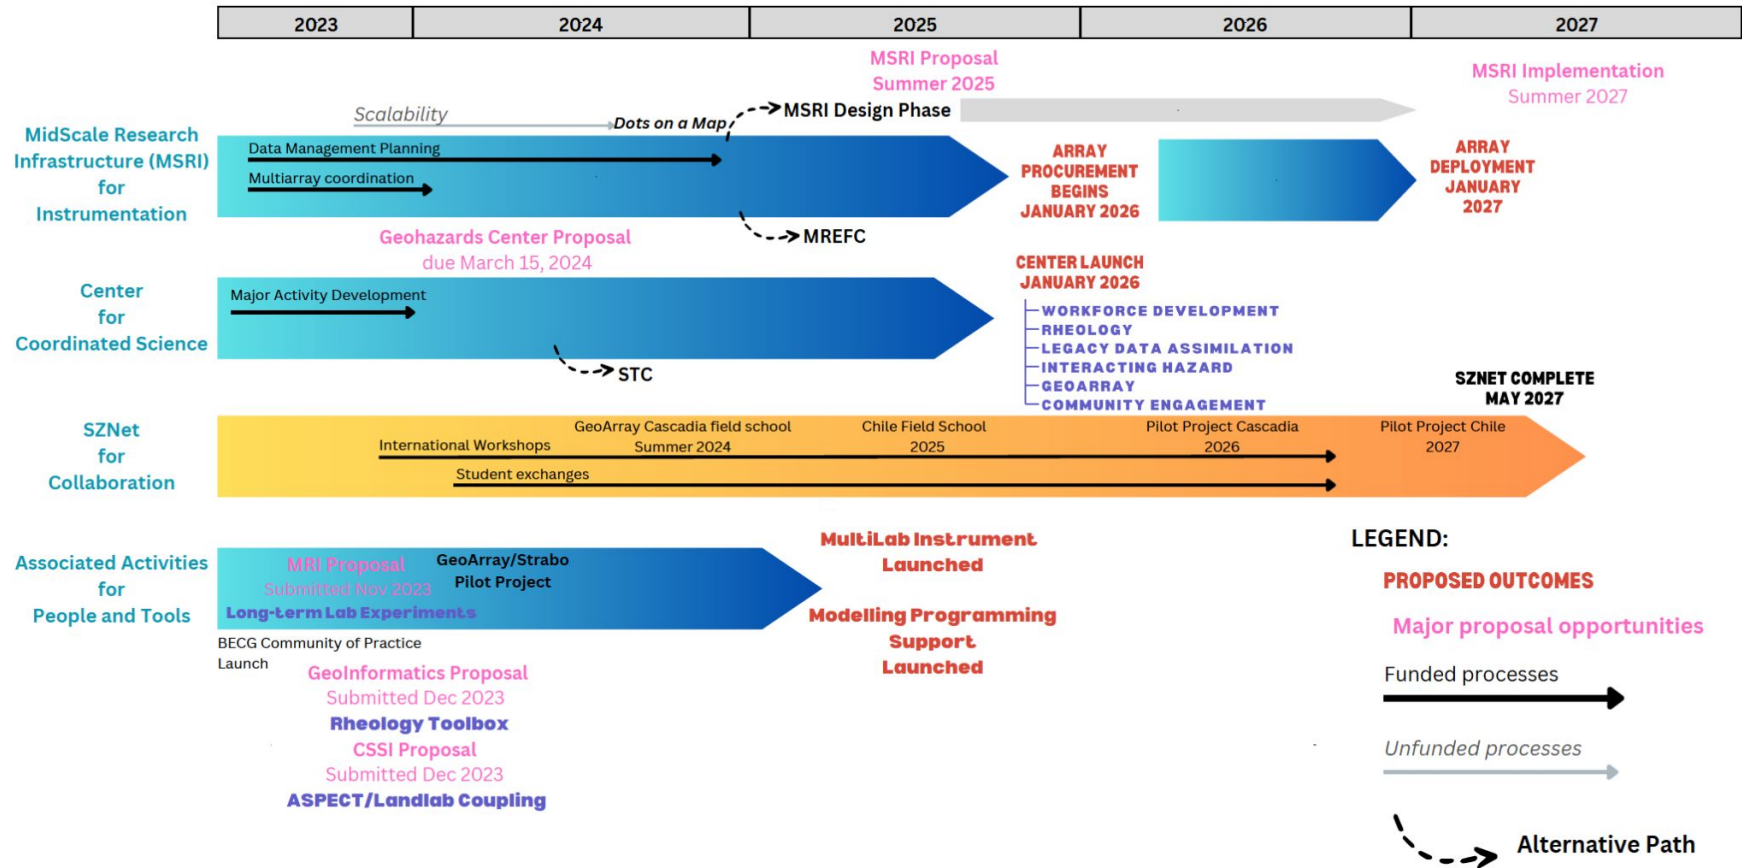 2023
2024
2025
2026
2027
MSRI Proposal
Summer 2025
MSRI Implementation
Summer 2027
Scalability
Dots on a Map
MSRI Design Phase
MidScale Research
Infrastructure (MSRI)
for
Instrumentation
Data Management Planning
Multiarray coordination
ARRAY
PROCUREMENT
BEGINS
JANUARY 2026
ARRAY
DEPLOYMENT
JANUARY
2027
MREFC
Geohazards Center Proposal
due March 15, 2024
Center
for
Coordinated Science
Major Activity Development
STC
CENTER LAUNCH
JANUARY 2026
WORKFORCE DEVELOPMENT
RHEOLOGY
LEGACY DATA ASSIMILATION
INTERACTING HAZARD
GEOARRAY
COMMUNITY ENGAGEMENT
SZNET COMPLETE
MAY 2027
SZNet
for
Collaboration
International Workshops
GeoArray Cascadia field school
Summer 2024
Chile Field School
2025
Pilot Project Cascadia
2026
Pilot Project Chile
2027
Student exchanges
Associated Activities
for
People and Tools
MRI Proposal
Submitted Nov 2023
Long-term Lab Experiments
GeoArray/Strabo
Pilot Project
BECG Community of Practice
Launch
GeoInformatics Proposal
Submitted Dec 2023
Rheology Toolbox
CSSI Proposal
Submitted Dec 2023
ASPECT/Landlab Coupling
MultiLab Instrument
Launched
Modelling Programming
Support
Launched
LEGEND:
PROPOSED OUTCOMES
Major proposal opportunities
Funded processes
Unfunded processes
Alternative Path